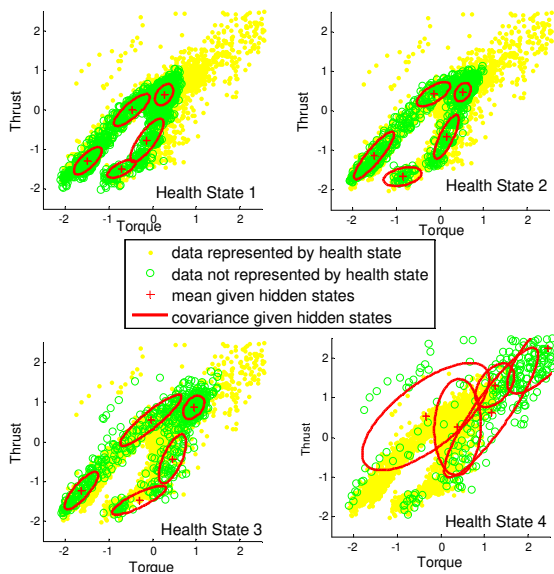 2
1
0
-1
-2
Thrust
-2
-1
0
1
2
Torque
Health State 1
2
1
0
-1
-2
Thrust
-2
-1
0
1
2
Torque
Health State 2
data represented by health state
data not represented by health state
mean given hidden states
covariance given hidden states
2
1
0
-1
-2
Thrust
-2
-1
0
1
2
Torque
Health State 3
2
1
0
-1
-2
Thrust
-2
-1
0
1
2
Torque
Health State 4